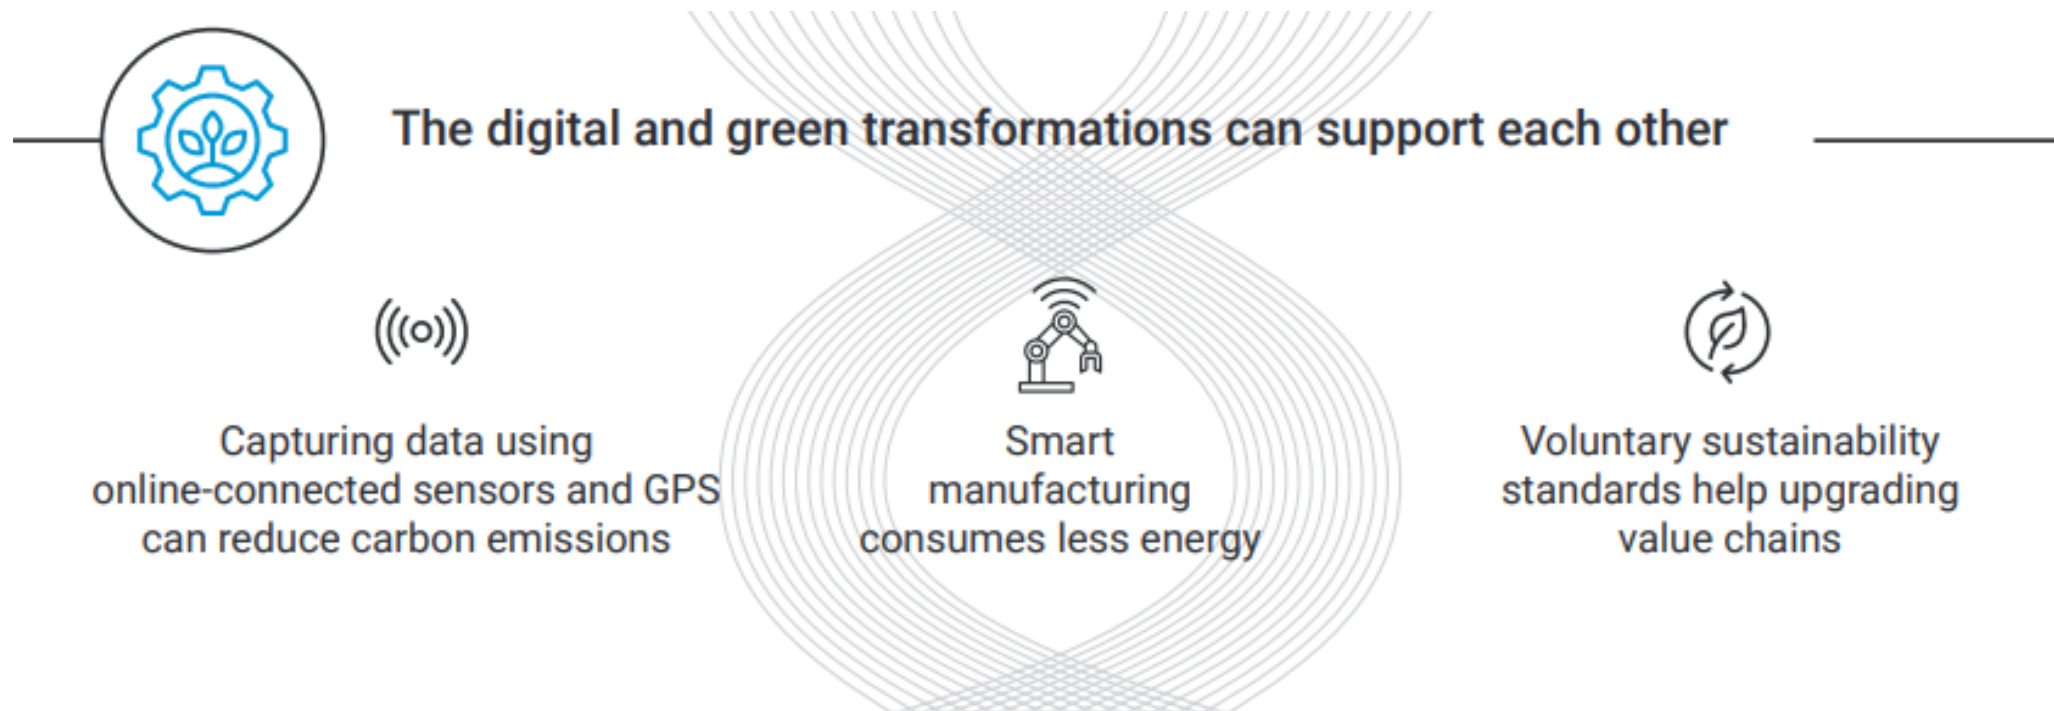 The digital and green transformations can support each other
Capturing data using
online-connected sensors and GPS
can reduce carbon emissions
Smart
manufacturing
consumes less energy
Voluntary sustainability
standards help upgrading
value chains